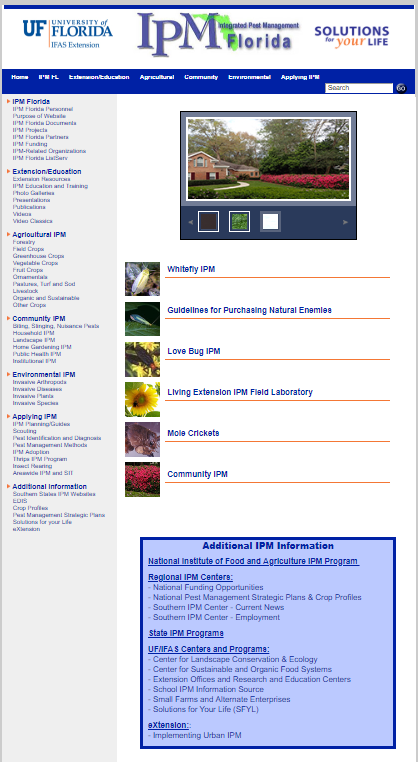 UF UNIVERSITY of FLORIDA
IFAS Extension
IPM Integrated Pest Management
Florida
SOLUTIONS
for your LIFE
Home IPM FL Extension/Education Agricultural Community Environmental Applying IPM
Search GO
IPM Florida
IPM Florida Personnel
Purpose of Website
IPM Florida Documents
IPM Projects
IPM Florida Partners
IPM Funding
IPM-Related Organizations
IPM Florida ListServ
Extension/Education
Extension Resources
IPM Education and Training
Photo Galleries
Presentations
Publications
Videos
Video Classics
Agricultural IPM
Forestry
Field Crops
Greenhouse Crops
Vegetable Crops
Fruit Crops
Ornamentals
Pastures, Turf and Sod
Livestock
Organic and Sustainable
Other Crops
Community IPM
Biting, Stinging, Nuisance Pests
Household IPM
Landscape IPM
Home Gardening IPM
Public Health IPM
Institutional IPM
Environmental IPM
Invasive Arthropods
Invasive Diseases
Invasive Plants
Invasive Species
Applying IPM
IPM Planning/Guides
Scouting
Pest Identification and Diagnosis
Pest Management Methods
IPM Adoption
Thrips IPM Program
Insect Rearing
Areawide IPM and SIT
Additional Information
Southern States IPM Websites
EDIS
Crop Profiles
Pest Management Strategic Plans
Solutions for your Life
eXtension
Whitefly IPM
Guidelines for Purchasing Natural Enemies
Love Bug IPM
Living Extension IPM Field Laboratory
Mole Crickets
Community IPM
Additional IPM Information
National Institute of Food and Agriculture IPM Program
Regional IPM Centers:
- National Funding Opportunities
- National Pest Management Strategic Plans & Crop Profiles
- Southern IPM Center - Current News
- Southern IPM Center - Employment
State IPM Programs
UF/IFAS Centers and Programs:
- Center for Landscape Conservation & Ecology
- Center for Sustainable and Organic Food Systems
- Extension Offices and Research and Education Centers
- School IPM Information Source
- Small Farms and Alternate Enterprises
- Solutions for Your Life (SFYL)
eXtension:
- Implementing Urban IPM